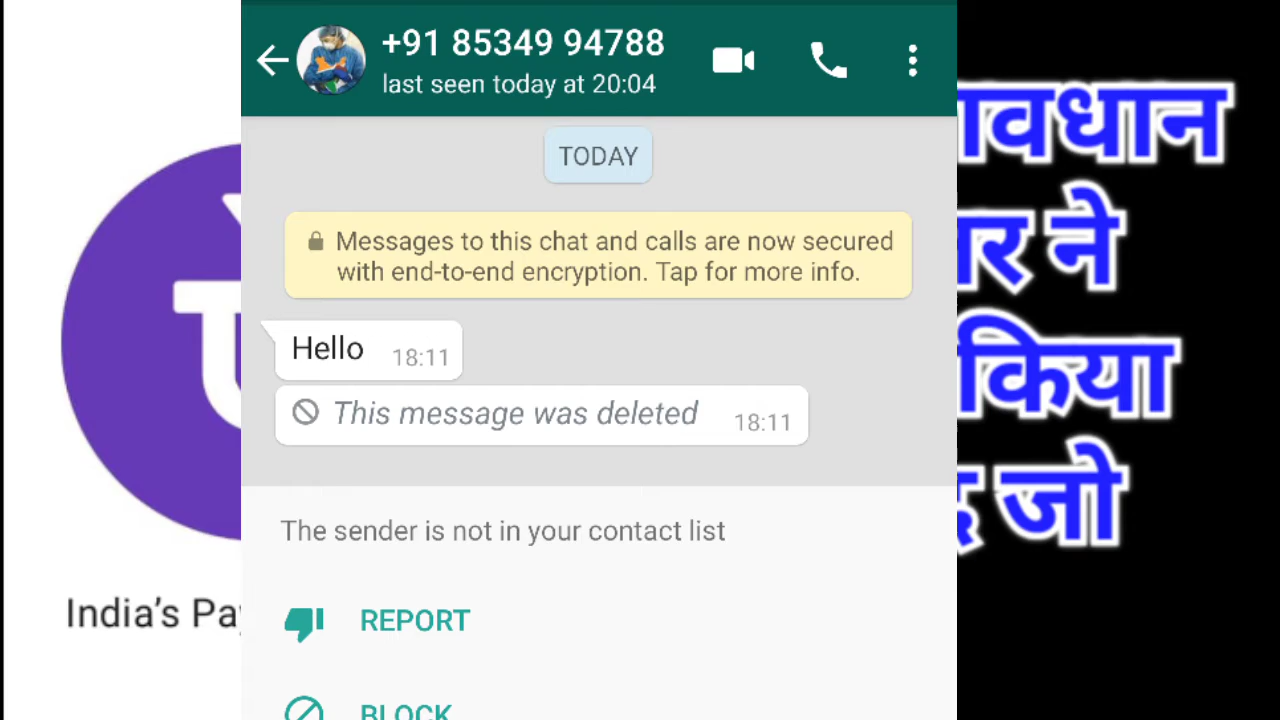 +91 85349 94788
last seen today at 20:04
TODAY
Messages to this chat and calls are now secured
with end-to-end encryption. Tap for more info.
Hello 18:11
This message was deleted 18:11
The sender is not in your contact list
REPORT
BLOCK
India's
ने
किया
जो